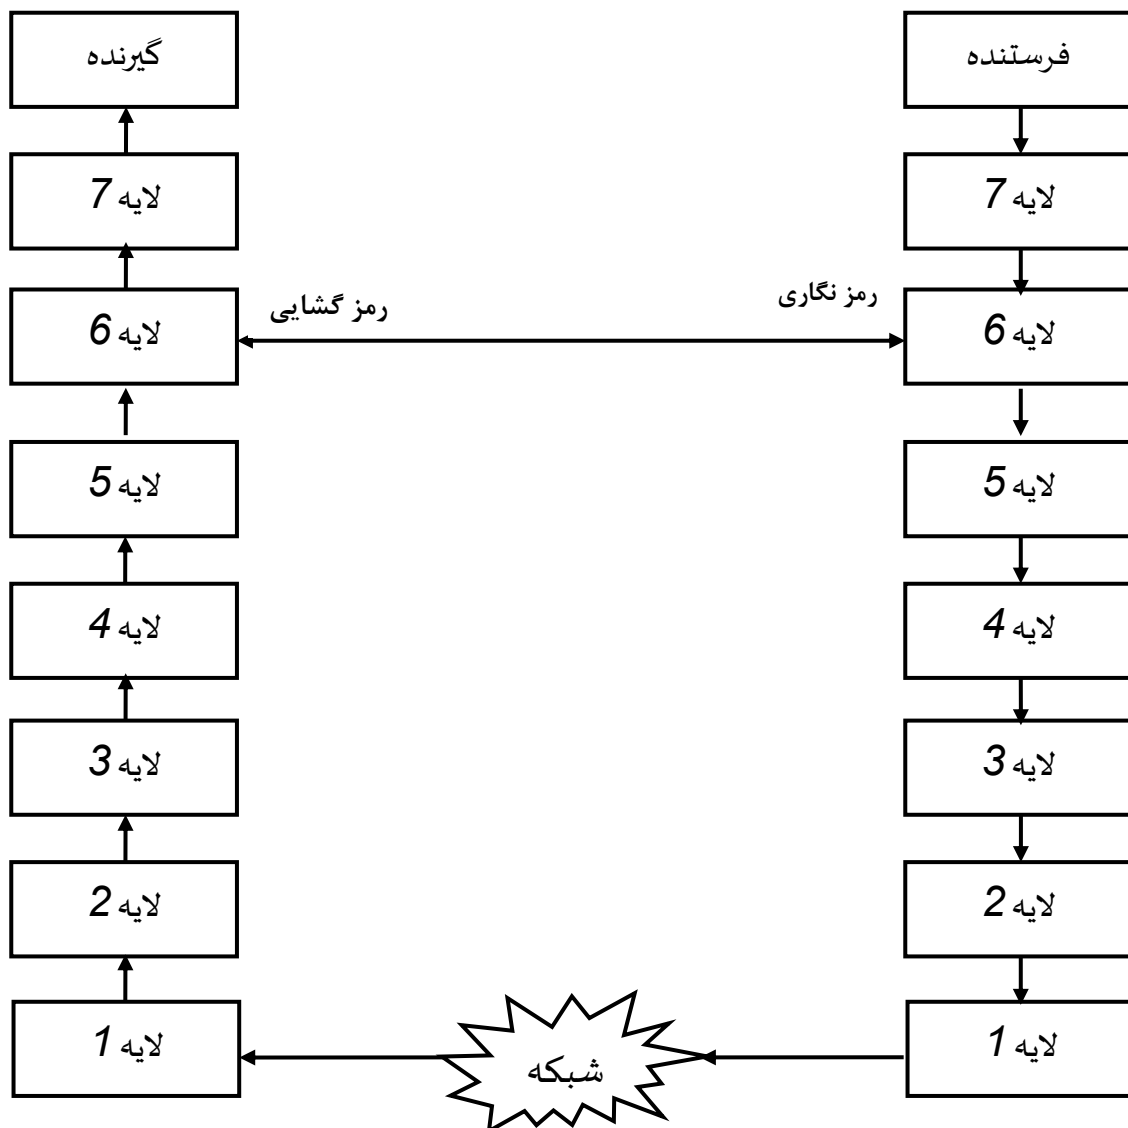 فرستنده
گیرنده
لایه 7
لایه 7
رمز نگاری
رمز گشایی
لایه 6
لایه 6
لایه 5
لایه 5
لایه 4
لایه 4
لایه 3
لایه 3
لایه 2
لایه 2
لایه 1
لایه 1
شبکه